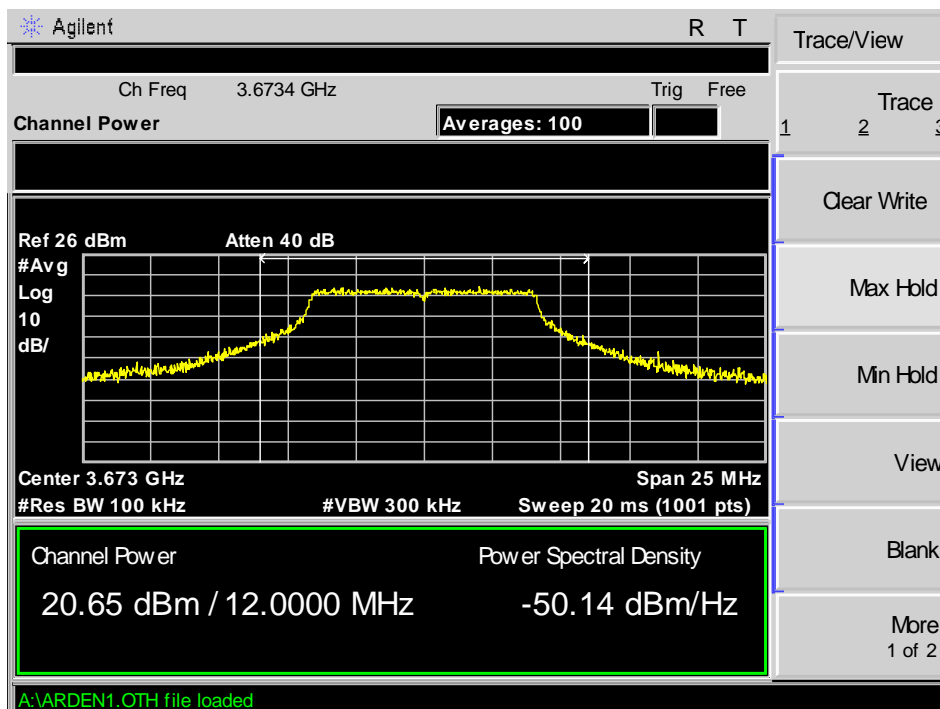 Agilent R T
Ch Freq 3.6734 GHz Trig Free
Channel Power Averages: 100
Ref 26 dBm Atten 40 dB
#Avg
Log
10
dB/
Center 3.673 GHz Span 25 MHz
#Res BW 100 kHz #VBW 300 kHz Sweep 20 ms (1001 pts)
Channel Power Power Spectral Density
20.65 dBm / 12.0000 MHz -50.14 dBm/Hz
A:\ARDEN1.OTH file loaded
Trace/View
Trace
1 2 3
Clear Write
Max Hold
Min Hold
View
Blank
More
1 of 2